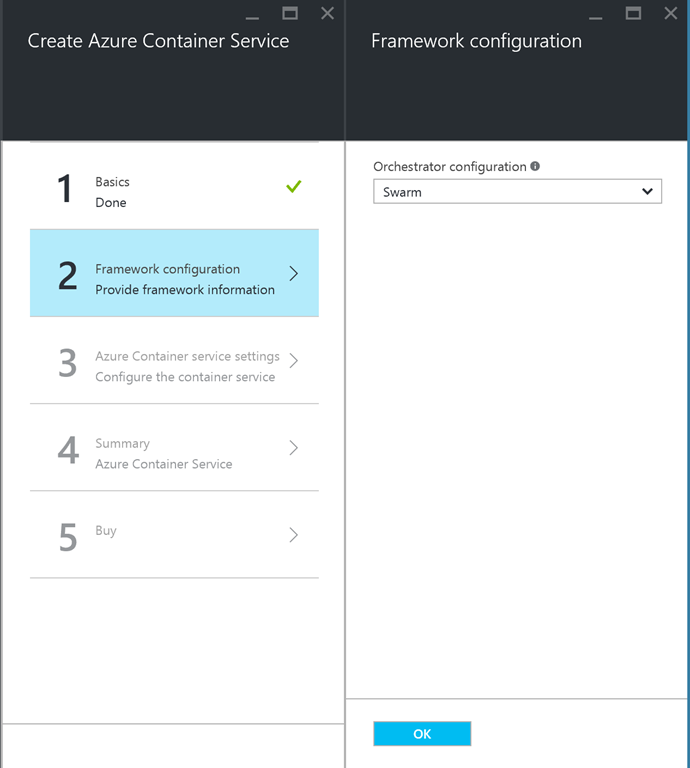 Create Azure Container Service
1
Basics
Done
2
Framework configuration
Provide framework information
3
Azure Container service settings
Configure the container service
4
Summary
Azure Container Service
5
Buy
Framework configuration
Orchestrator configuration
Swarm
OK